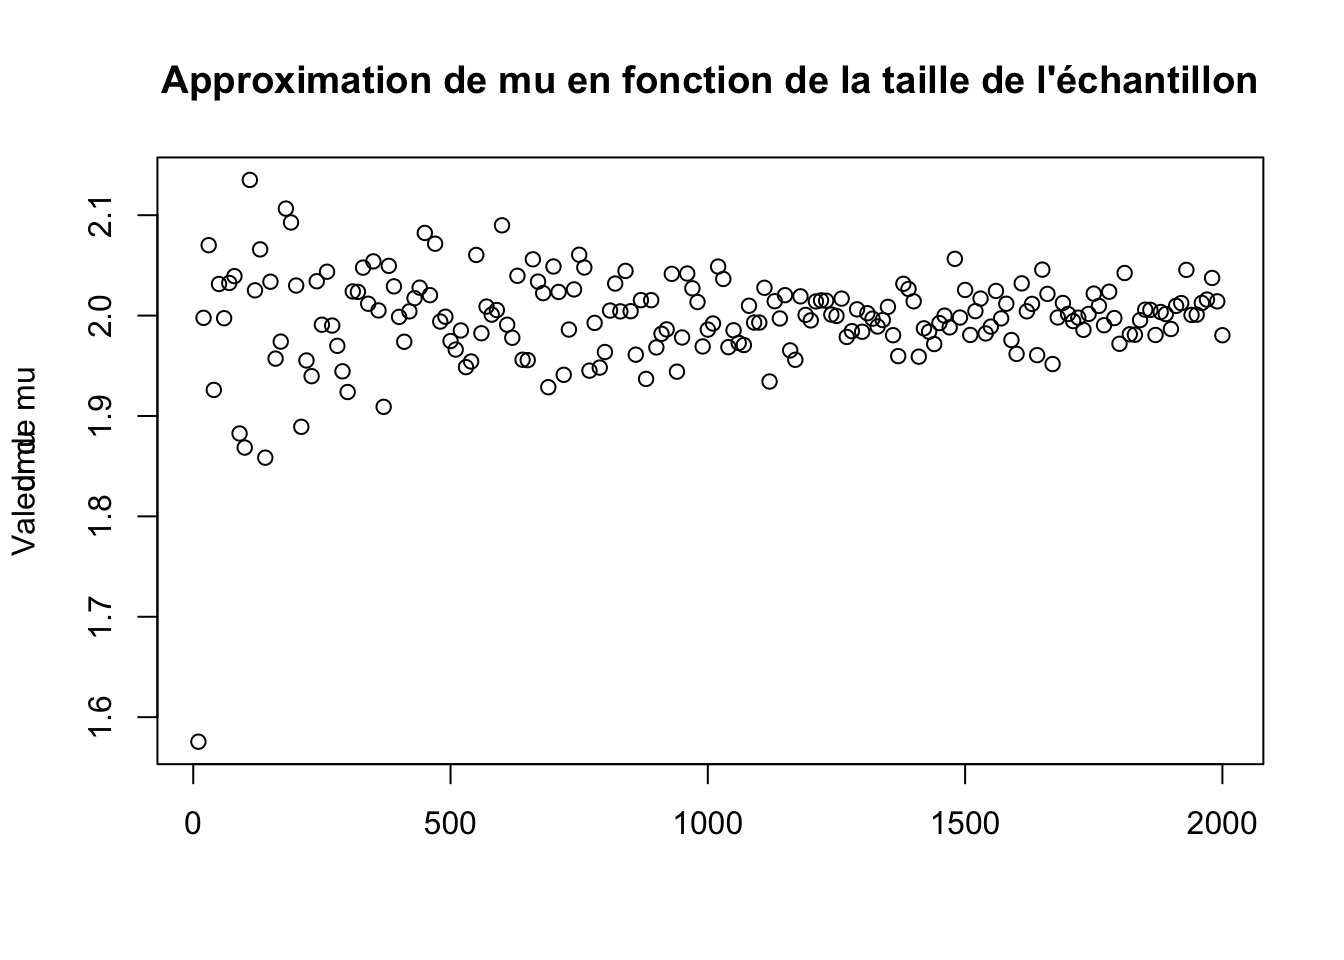 Approximation de mu en fonction de la taille de l'échantillon
2.1
2.0
1.9
1.8
1.7
1.6
mu
0 500 1000 1500 2000